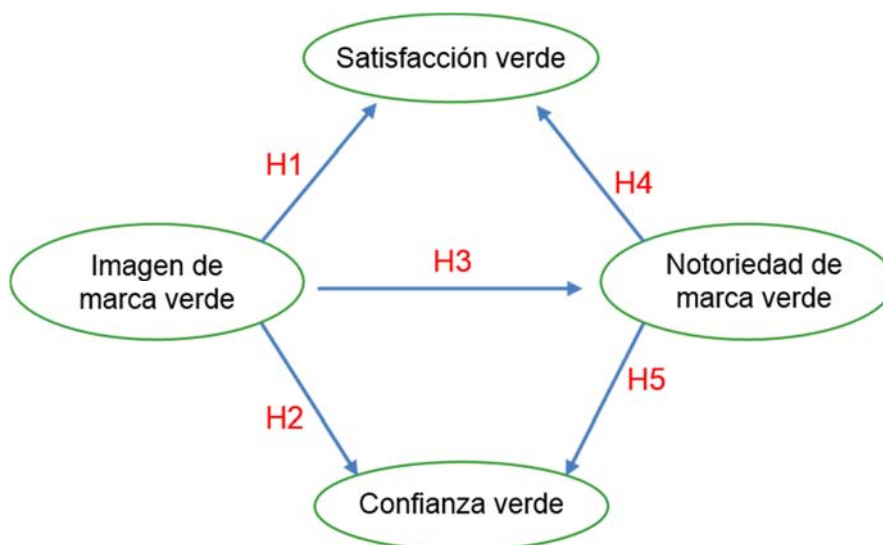 Satisfacción verde
H1
H4
Imagen de
marca verde
H3
Notoriedad de
marca verde
H2
H5
Confianza verde